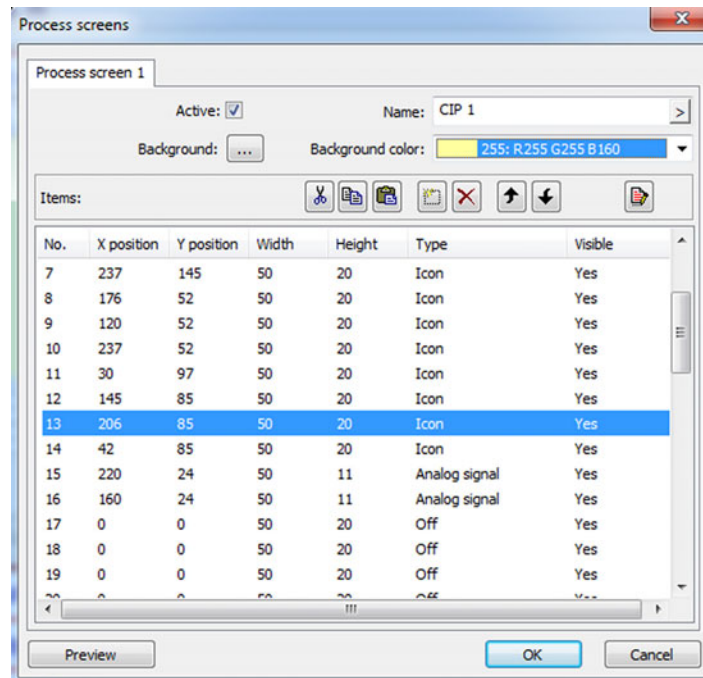 Process screens
Process screen 1
Active: Name: CIP 1 >
Background: ... Background color: 255: R255 G255 B160
Items:
No. X position Y position Width Height Type Visible
7 237 145 50 20 Icon Yes
8 176 52 50 20 Icon Yes
9 120 52 50 20 Icon Yes
10 237 52 50 20 Icon Yes
11 30 97 50 20 Icon Yes
12 145 85 50 20 Icon Yes
13 206 85 50 20 Icon Yes
14 42 85 50 20 Icon Yes
15 220 24 50 11 Analog signal Yes
16 160 24 50 11 Analog signal Yes
17 0 0 50 20 Off Yes
18 0 0 50 20 Off Yes
19 0 0 50 20 Off Yes
Preview OK Cancel